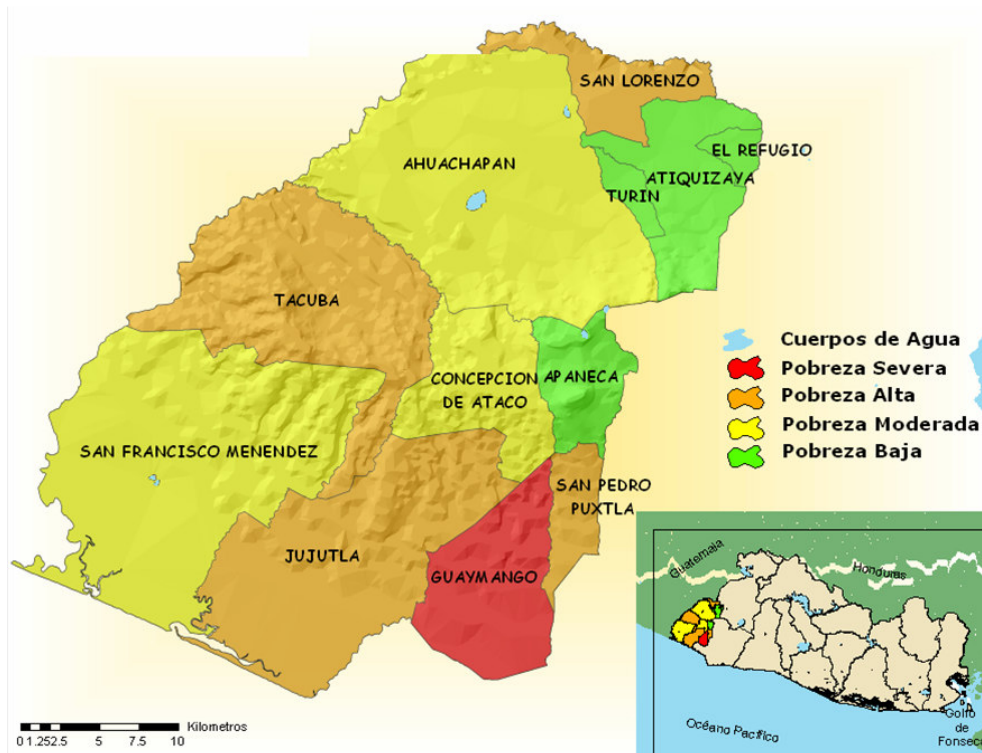 SAN LORENZO
AHUACHAPAN
EL REFUGIO
ATIQUIZAYA
TURIN
TACUBA
CONCEPCION
DE ATACO
APANECA
SAN FRANCISCO MENENDEZ
SAN PEDRO
PUXTLA
JUJUTLA
GUAYMANGO
Cuerpos de Agua
Pobreza Severa
Pobreza Alta
Pobreza Moderada
Pobreza Baja
Guatemala
Honduras
Océano Pacífico
Golfo
de
Fonseca
Kilometros
0 1.252.5 5 7.5 10